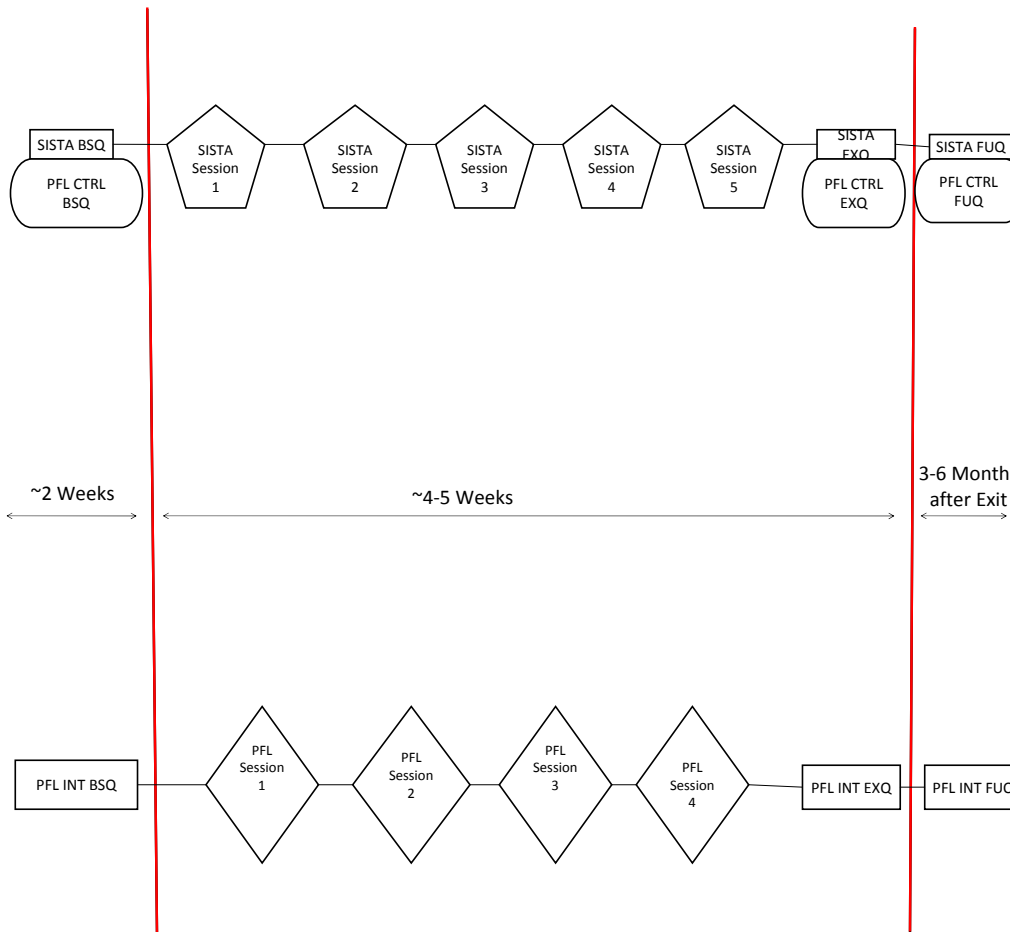 SISTA BSQ
PFL CTRL
BSQ
SISTA
Session
1
SISTA
Session
2
SISTA
Session
3
SISTA
Session
4
SISTA
Session
5
SISTA
EXQ
PFL CTRL
EXQ
SISTA FUQ
PFL CTRL
FUQ
~2 Weeks
~4-5 Weeks
3-6 Month
after Exit
PFL INT BSQ
PFL
Session
1
PFL
Session
2
PFL
Session
3
PFL
Session
4
PFL INT EXQ
PFL INT FUQ